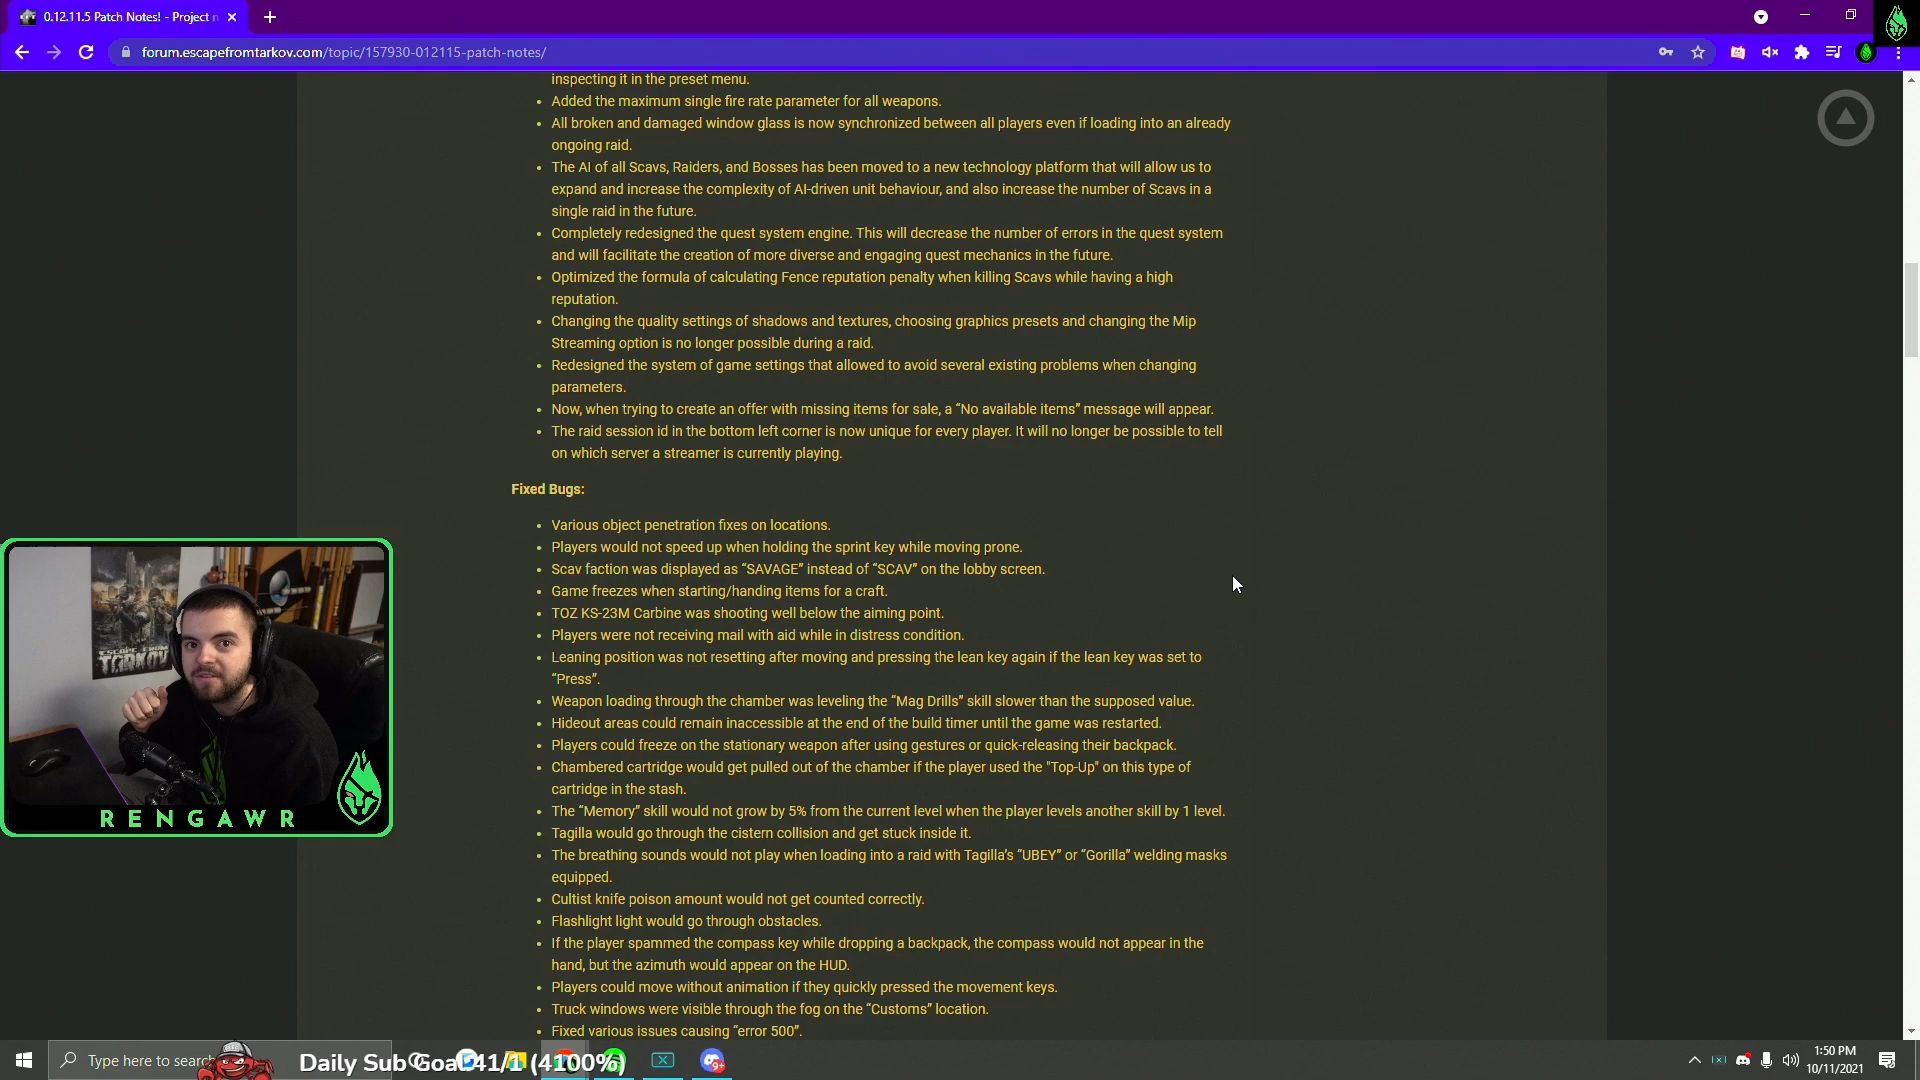 0.12.11.5 Patch Notes! - Project n
forum.escapefromtarkov.com/topic/157930-012115-patch-notes/
inspecting it in the preset menu.
• Added the maximum single fire rate parameter for all weapons.
• All broken and damaged window glass is now synchronized between all players even if loading into an already
ongoing raid.
• The AI of all Scavs, Raiders, and Bosses has been moved to a new technology platform that will allow us to
expand and increase the complexity of AI-driven unit behaviour, and also increase the number of Scavs in a
single raid in the future.
• Completely redesigned the quest system engine. This will decrease the number of errors in the quest system
and will facilitate the creation of more diverse and engaging quest mechanics in the future.
• Optimized the formula of calculating Fence reputation penalty when killing Scavs while having a high
reputation.
• Changing the quality settings of shadows and textures, choosing graphics presets and changing the Mip
Streaming option is no longer possible during a raid.
• Redesigned the system of game settings that allowed to avoid several existing problems when changing
parameters.
• Now, when trying to create an offer with missing items for sale, a “No available items” message will appear.
• The raid session id in the bottom left corner is now unique for every player. It will no longer be possible to tell
on which server a streamer is currently playing.
Fixed Bugs:
• Various object penetration fixes on locations.
• Players would not speed up when holding the sprint key while moving prone.
• Scav faction was displayed as “SAVAGE” instead of “SCAV” on the lobby screen.
• Game freezes when starting/handing items for a craft.
• TOZ KS-23M Carbine was shooting well below the aiming point.
• Players were not receiving mail with aid while in distress condition.
• Leaning position was not resetting after moving and pressing the lean key again if the lean key was set to
“Press”.
• Weapon loading through the chamber was leveling the “Mag Drills” skill slower than the supposed value.
• Hideout areas could remain inaccessible at the end of the build timer until the game was restarted.
• Players could freeze on the stationary weapon after using gestures or quick-releasing their backpack.
• Chambered cartridge would get pulled out of the chamber if the player used the "Top-Up" on this type of
cartridge in the stash.
• The “Memory” skill would not grow by 5% from the current level when the player levels another skill by 1 level.
• Tagilla would go through the cistern collision and get stuck inside it.
• The breathing sounds would not play when loading into a raid with Tagilla’s “UBEY” or “Gorilla” welding masks
equipped.
• Cultist knife poison amount would not get counted correctly.
• Flashlight light would go through obstacles.
• If the player spammed the compass key while dropping a backpack, the compass would not appear in the
hand, but the azimuth would appear on the HUD.
• Players could move without animation if they quickly pressed the movement keys.
• Truck windows were visible through the fog on the “Customs” location.
• Fixed various issues causing “error 500”.
ESCAPE FROM
TARKOV
RENGAWR
Type here to search
Daily Sub Goal 41/1 (4100%)
9+
1:50 PM
10/11/2021